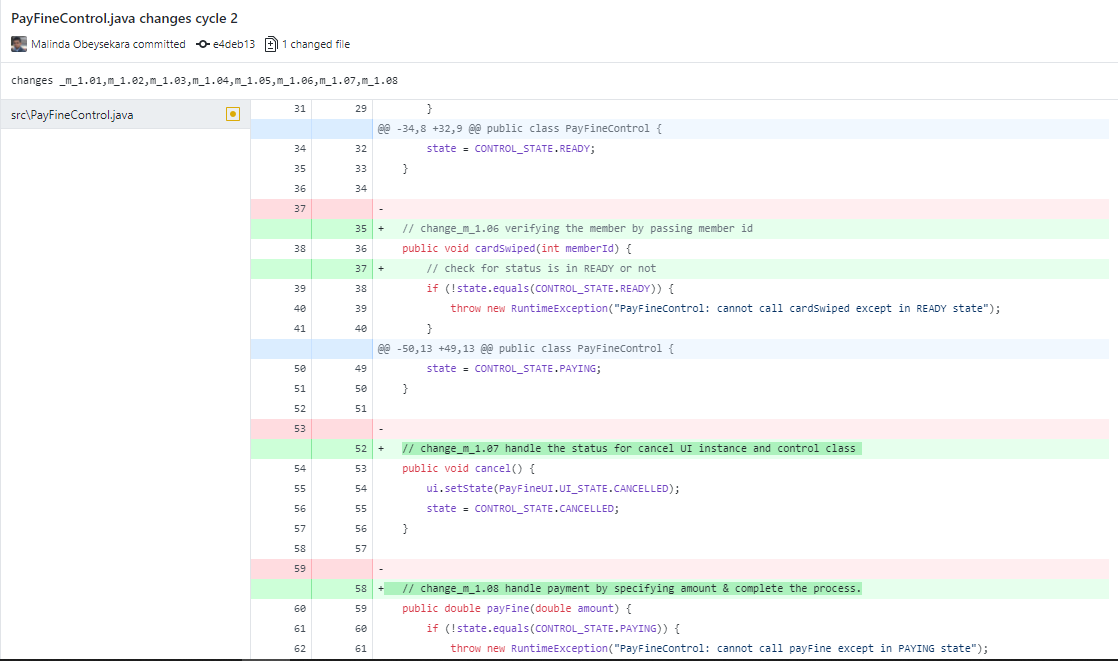 PayFineControl.java changes cycle 2
Malinda Obeysekara committed e4deb13 1 changed file
changes _m_1.01,m_1.02,m_1.03,m_1.04,m_1.05,m_1.06,m_1.07,m_1.08
src\PayFineControl.java
31 29 }
@@ -34,8 +32,9 @@ public class PayFineControl {
34 32 state = CONTROL_STATE.READY;
35 33 }
36 34
37 -
35 + // change_m_1.06 verifying the member by passing member id
38 36 public void cardSwiped(int memberId) {
37 + // check for status is in READY or not
39 38 if (!state.equals(CONTROL_STATE.READY)) {
40 39 throw new RuntimeException("PayFineControl: cannot call cardSwiped except in READY state");
41 40 }
@@ -50,13 +49,13 @@ public class PayFineControl {
50 49 state = CONTROL_STATE.PAYING;
51 50 }
52 51
53 -
52 + // change_m_1.07 handle the status for cancel UI instance and control class
54 53 public void cancel() {
55 54 ui.setState(PayFineUI.UI_STATE.CANCELLED);
56 55 state = CONTROL_STATE.CANCELLED;
57 56 }
58 57
59 -
58 + // change_m_1.08 handle payment by specifying amount & complete the process.
60 59 public double payFine(double amount) {
61 60 if (!state.equals(CONTROL_STATE.PAYING)) {
62 61 throw new RuntimeException("PayFineControl: cannot call payFine except in PAYING state");